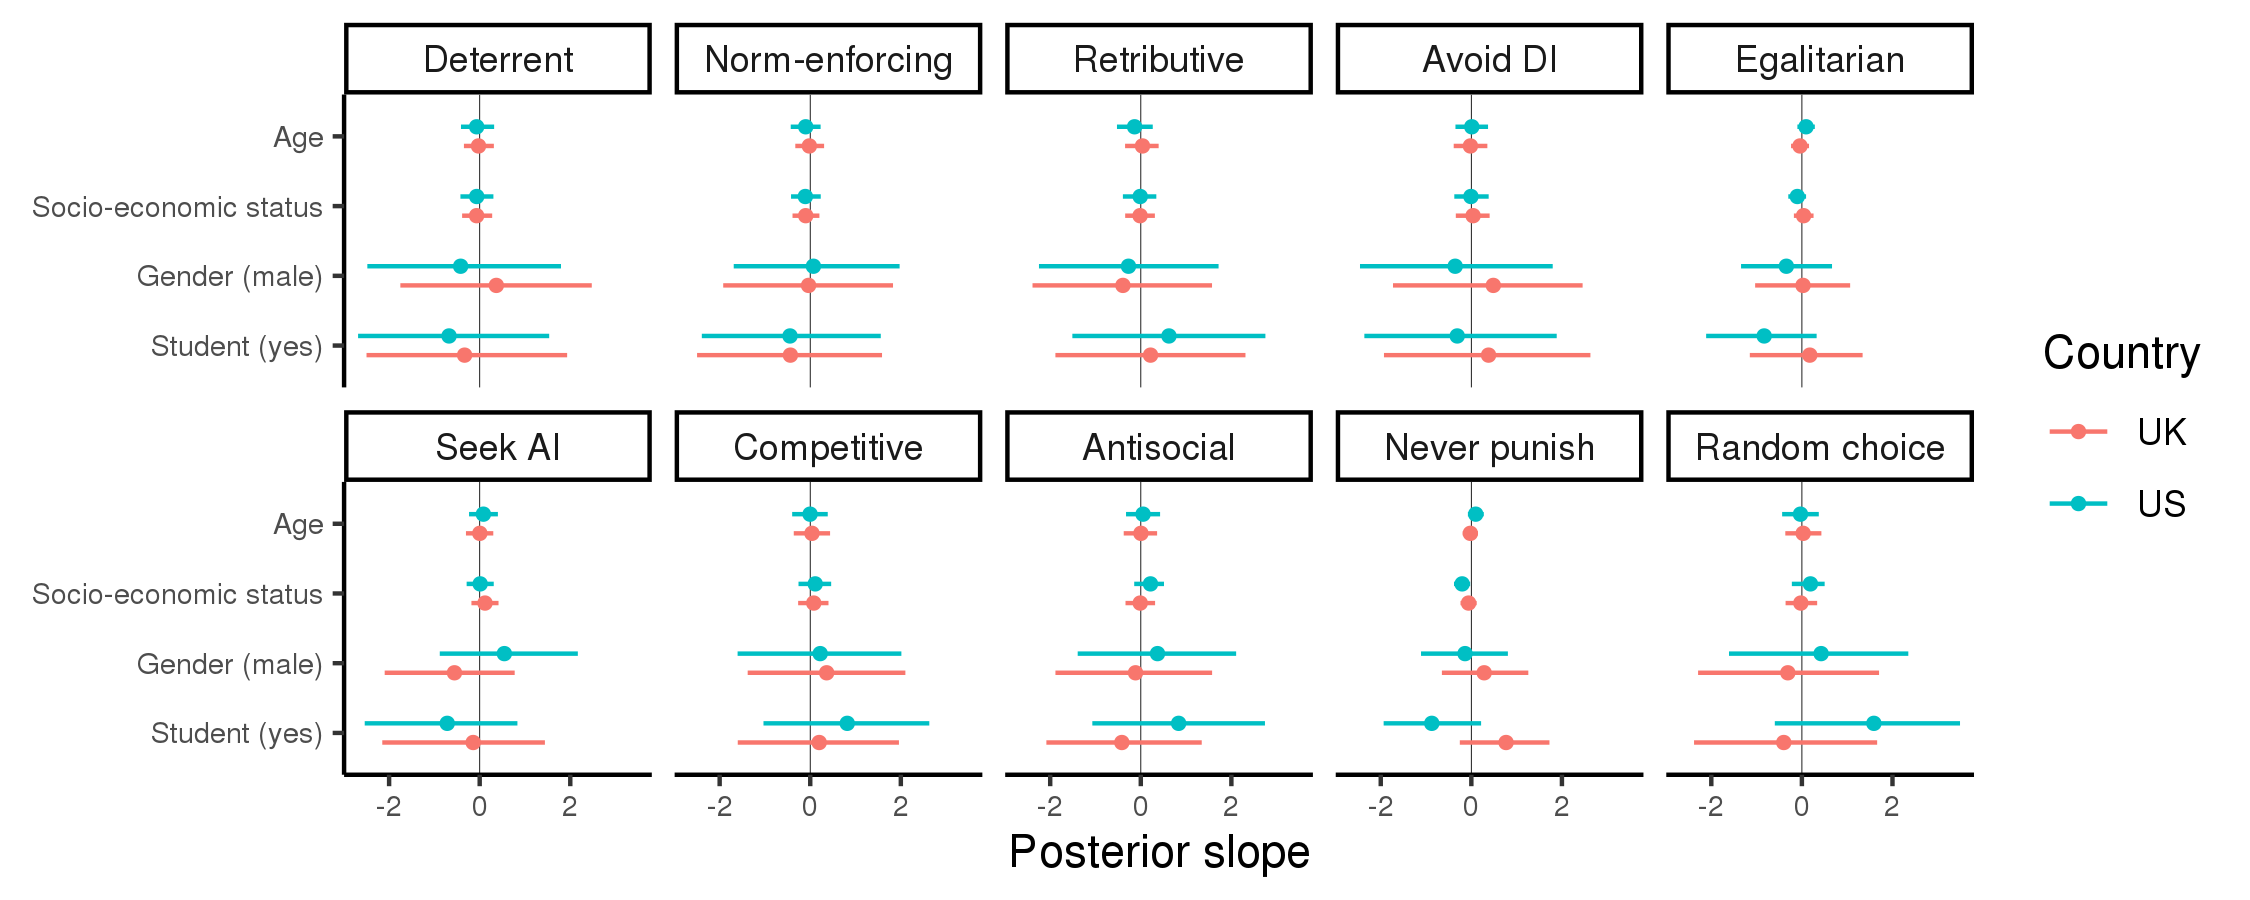 Deterrent Norm-enforcing Retributive Avoid DI Egalitarian
Age
Socio-economic status
Gender (male)
Student (yes)
Country
UK
US
Seek AI Competitive Antisocial Never punish Random choice
Age
Socio-economic status
Gender (male)
Student (yes)
-2 0 2 -2 0 2 -2 0 2 -2 0 2 -2 0 2
Posterior slope